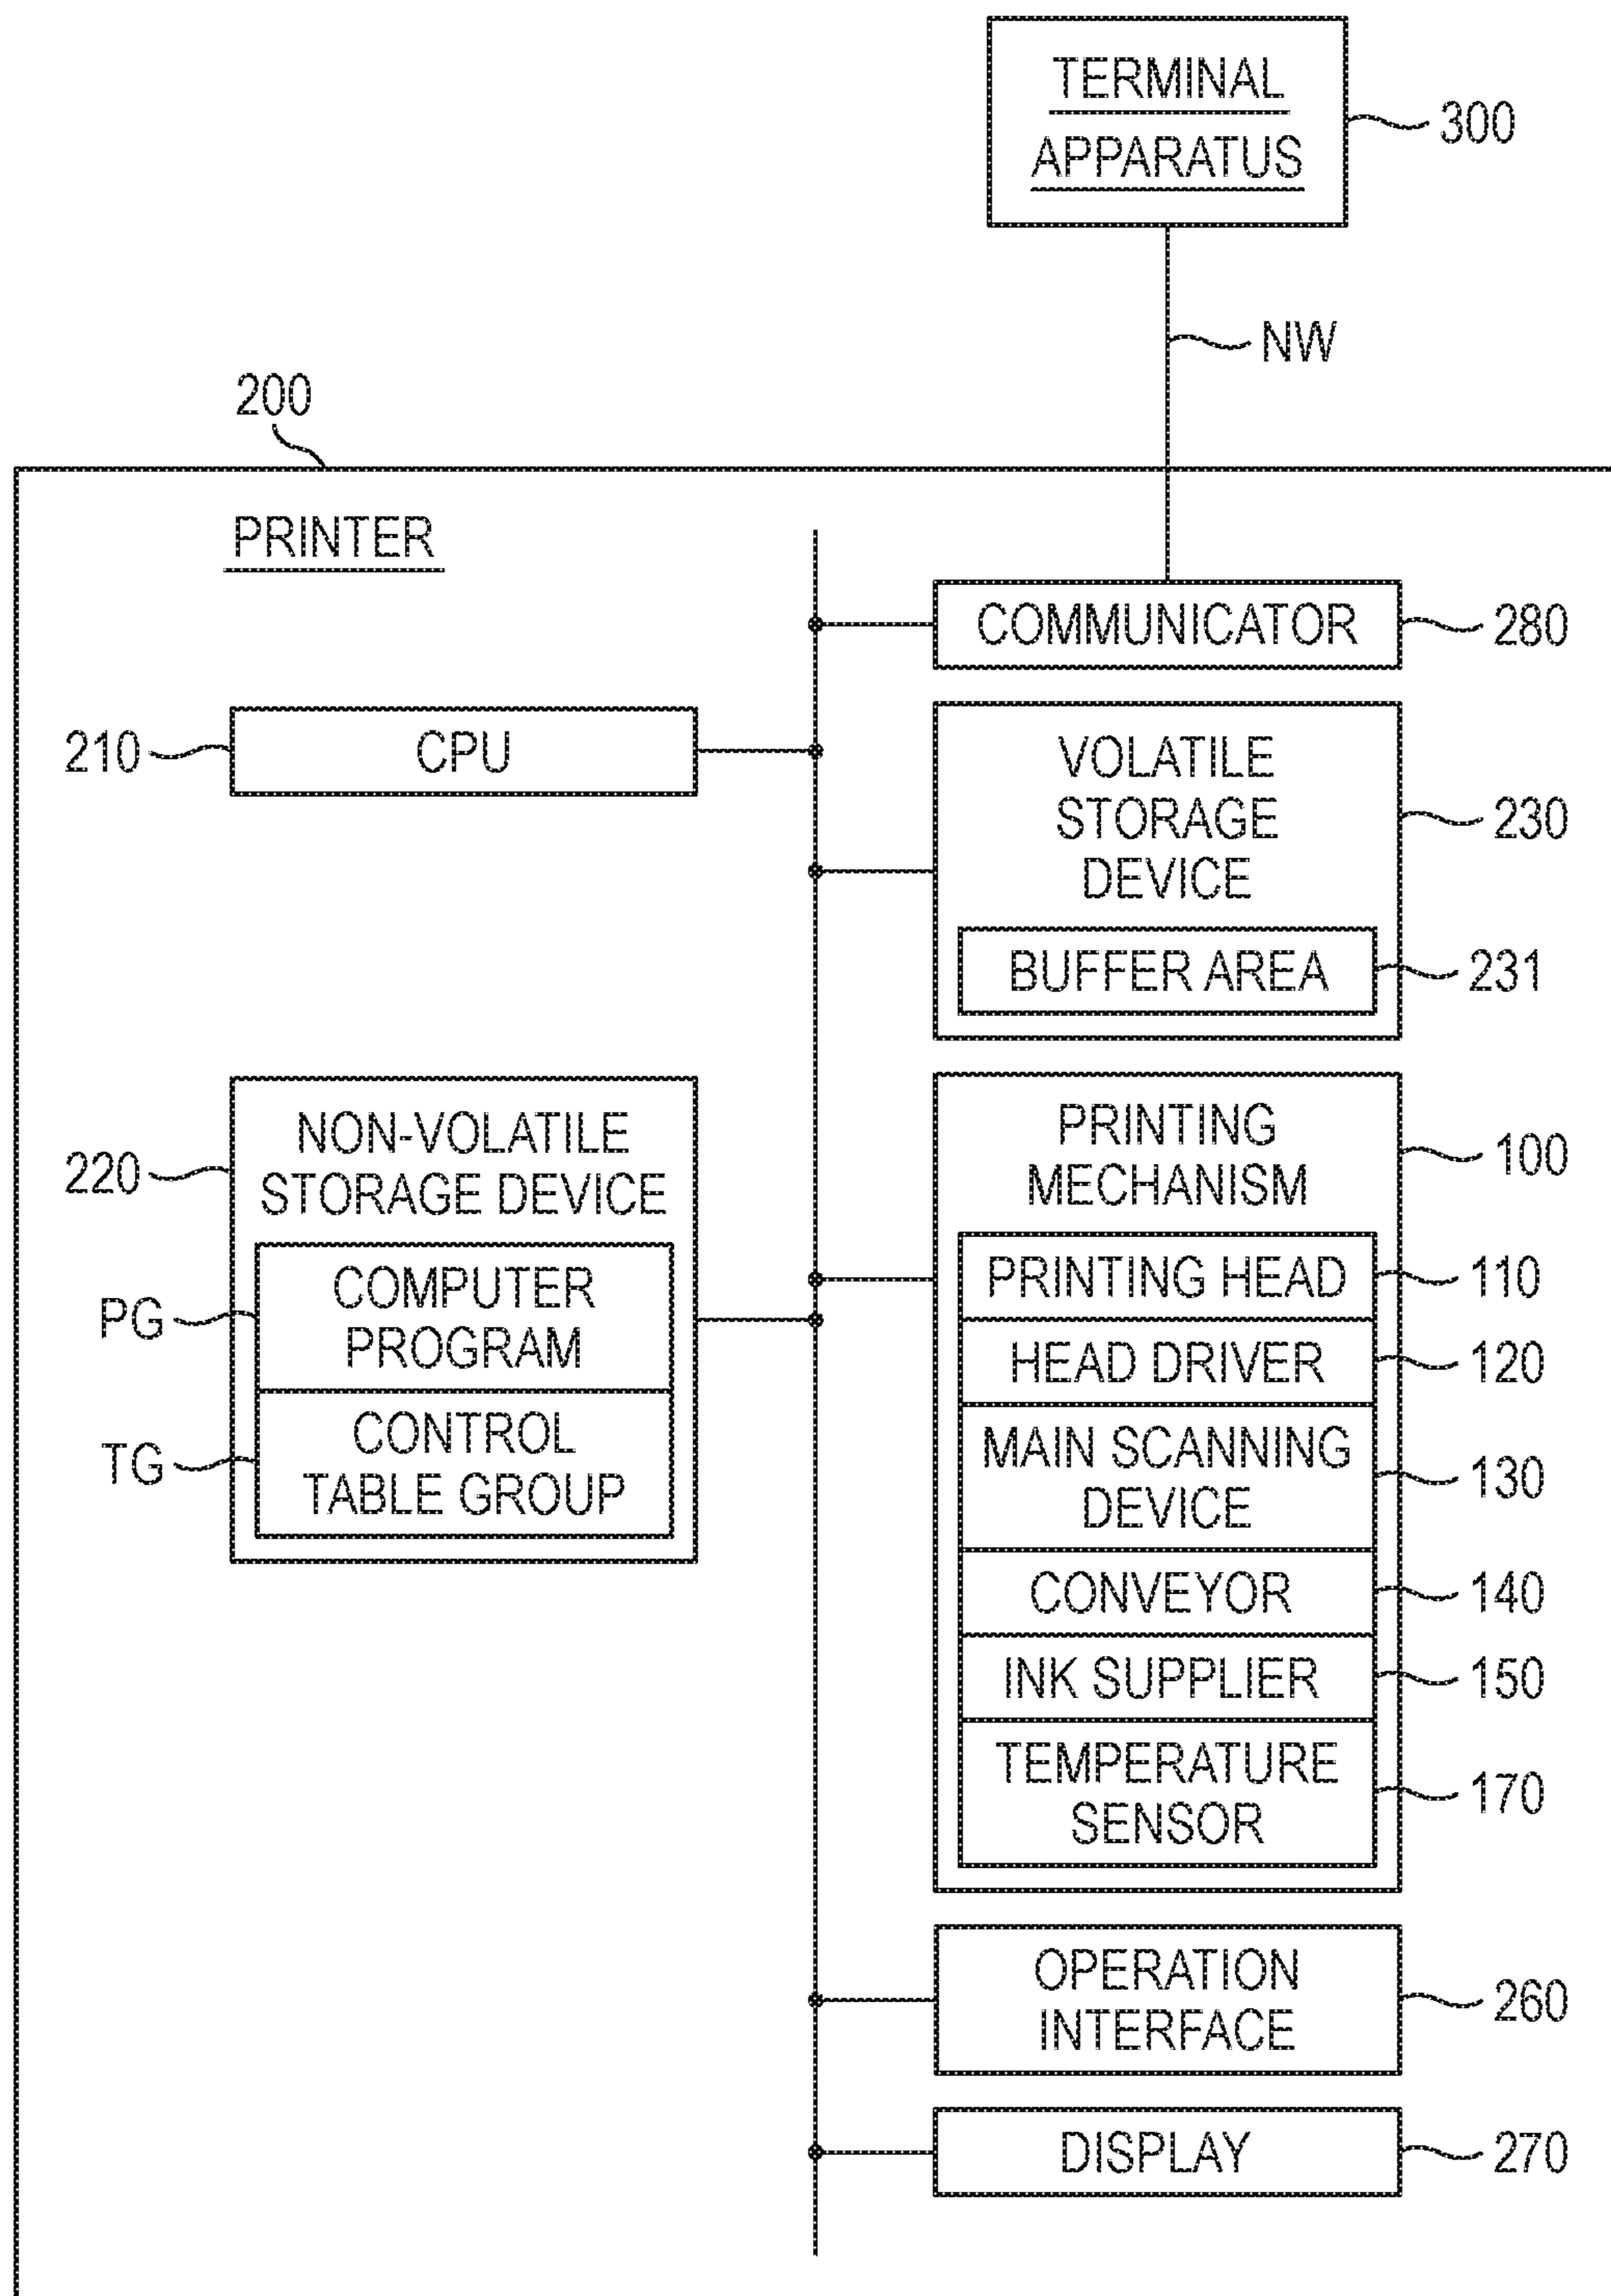 TERMINAL
APPARATUS
300
NW
200
PRINTER
COMMUNICATOR
280
210
CPU
VOLATILE
STORAGE
DEVICE
230
BUFFER AREA
231
220
NON-VOLATILE
STORAGE DEVICE
PG
COMPUTER
PROGRAM
TG
CONTROL
TABLE GROUP
PRINTING
MECHANISM
100
PRINTING HEAD
110
HEAD DRIVER
120
MAIN SCANNING
DEVICE
130
CONVEYOR
140
INK SUPPLIER
150
TEMPERATURE
SENSOR
170
OPERATION
INTERFACE
260
DISPLAY
270